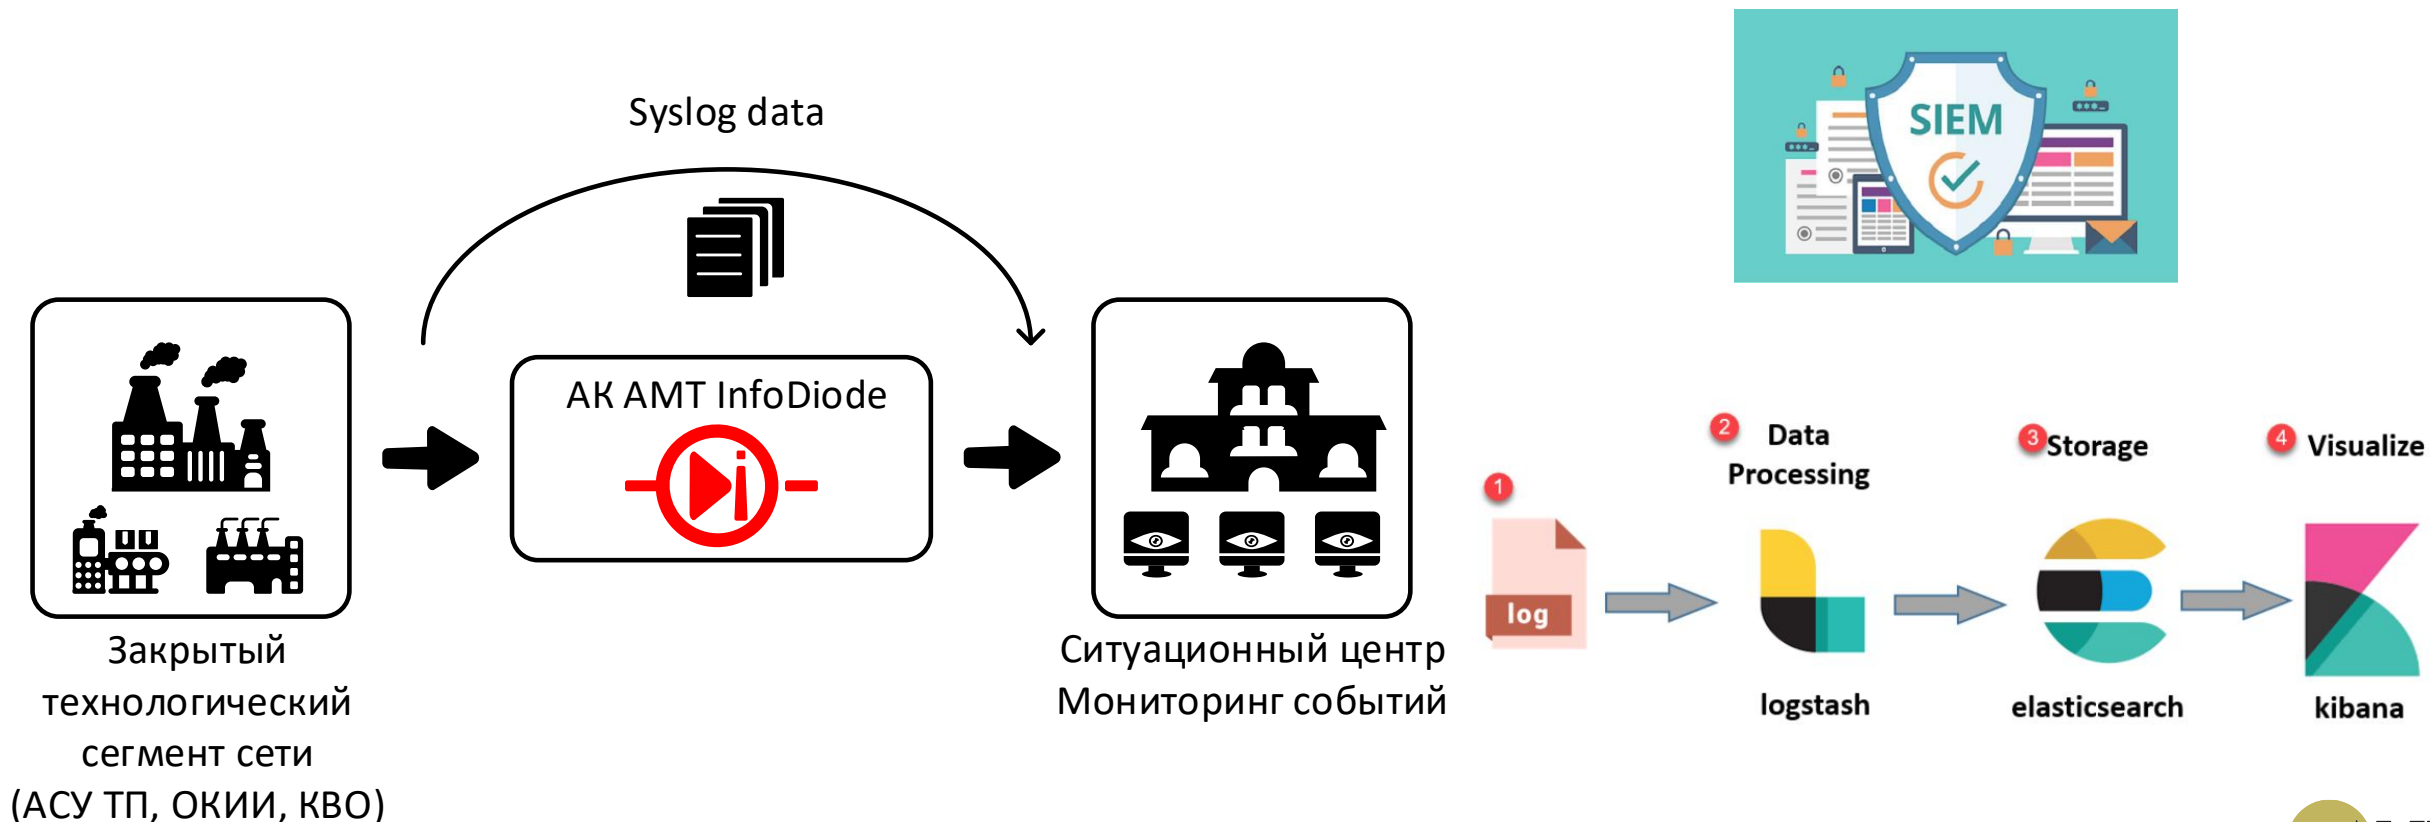 Syslog data
АК АМТ InfoDiode
Закрытый
технологический
сегмент сети
(АСУ ТП, ОКИИ, КВО)
Ситуационный центр
Мониторинг событий
SIEM
1
log
2
Data
Processing
logstash
3
Storage
elasticsearch
4
Visualize
kibana